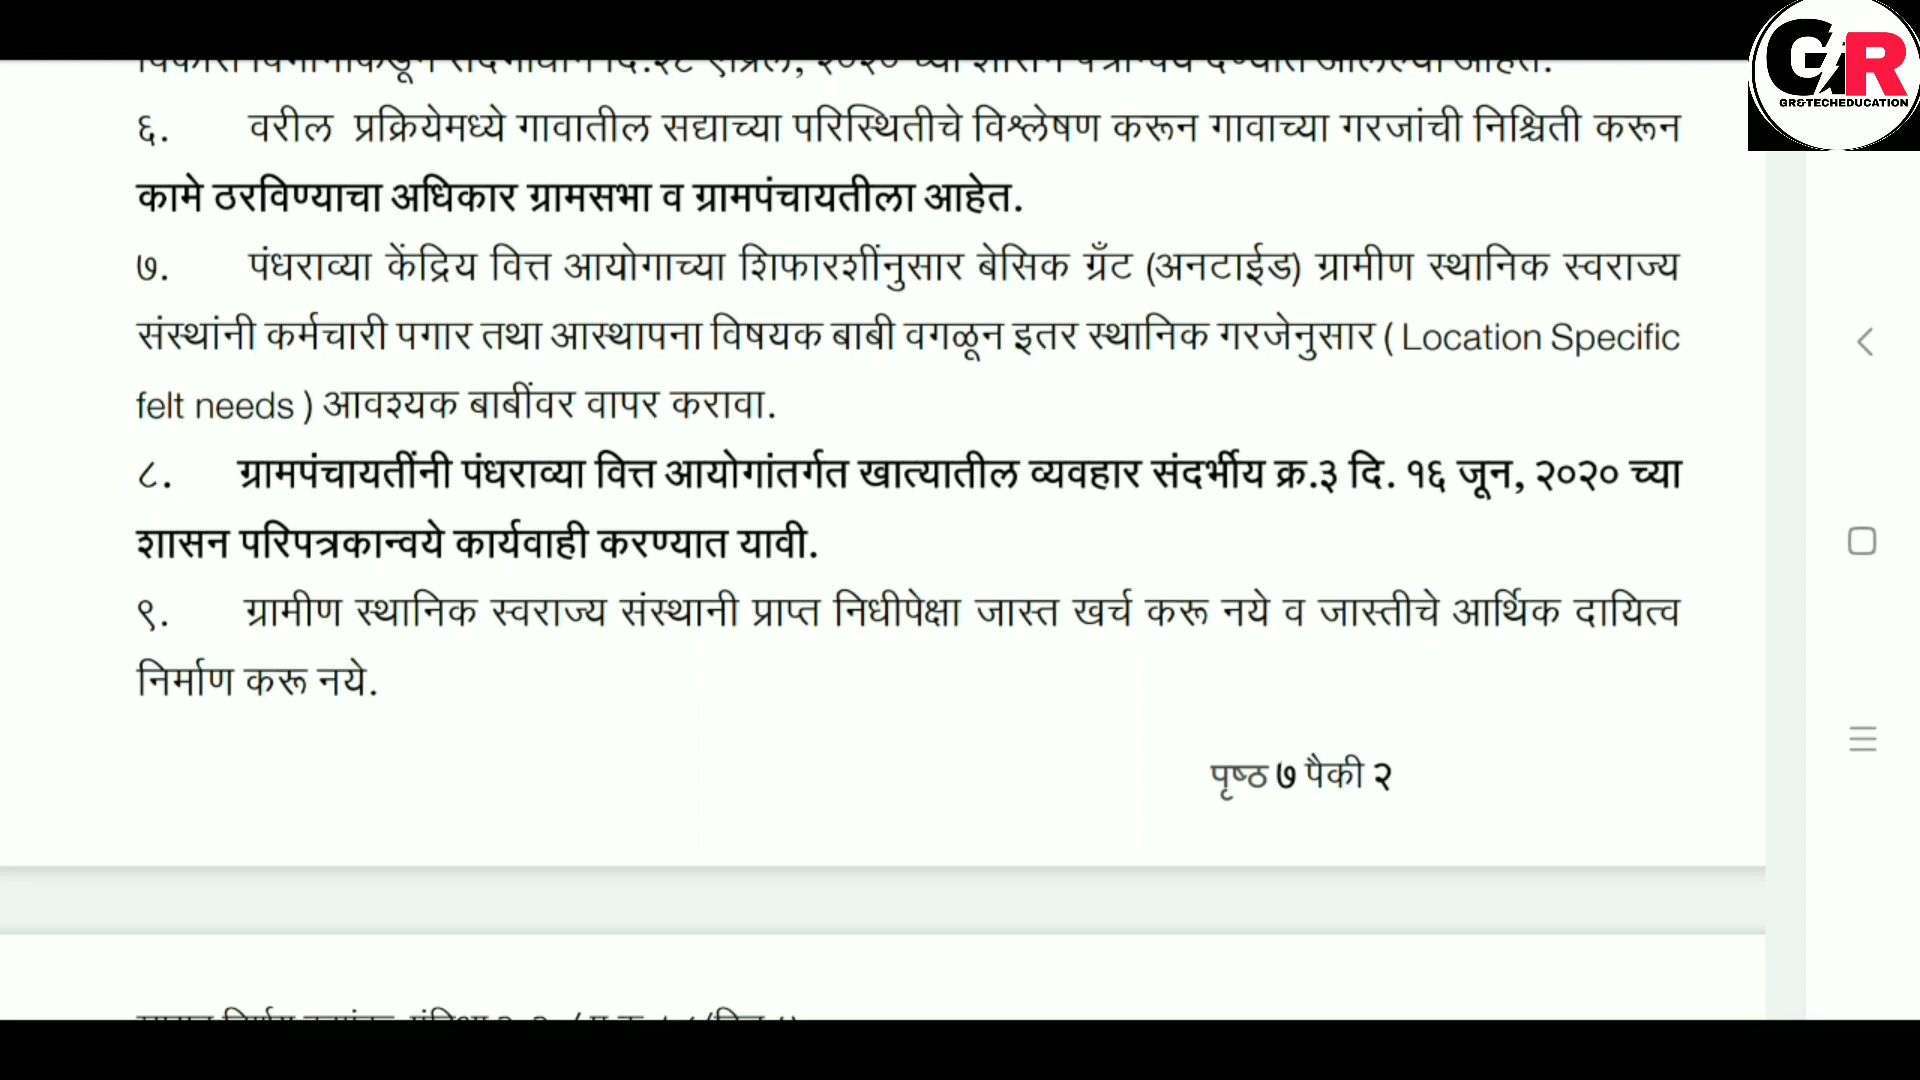 GR
GR&TECHEDUCATION
६. वरील प्रक्रियेमध्ये गावातील सद्याच्या परिस्थितीचे विश्लेषण करून गावाच्या गरजांची निश्चिती करून
कामे ठरविण्याचा अधिकार ग्रामसभा व ग्रामपंचायतीला आहेत.
७. पंधराव्या केंद्रिय वित्त आयोगाच्या शिफारशींनुसार बेसिक ग्रँट (अनटाईड) ग्रामीण स्थानिक स्वराज्य
संस्थांनी कर्मचारी पगार तथा आस्थापना विषयक बाबी वगळून इतर स्थानिक गरजेनुसार ( Location Specific
felt needs ) आवश्यक बाबींवर वापर करावा.
८. ग्रामपंचायतींनी पंधराव्या वित्त आयोगांतर्गत खात्यातील व्यवहार संदर्भीय क्र.३ दि. १६ जून, २०२० च्या
शासन परिपत्रकान्वये कार्यवाही करण्यात यावी.
९. ग्रामीण स्थानिक स्वराज्य संस्थानी प्राप्त निधीपेक्षा जास्त खर्च करू नये व जास्तीचे आर्थिक दायित्व
निर्माण करू नये.
पृष्ठ ७ पैकी २